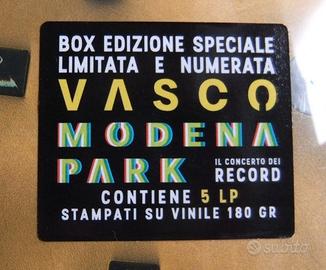 BOX EDIZIONE SPECIALE
LIMITATA E NUMERATA
VASCO
MODENA
PARK
IL CONCERTO DEI
RECORD
CONTIENE 5 LP
STAMPATI SU VINILE 180 GR
subito